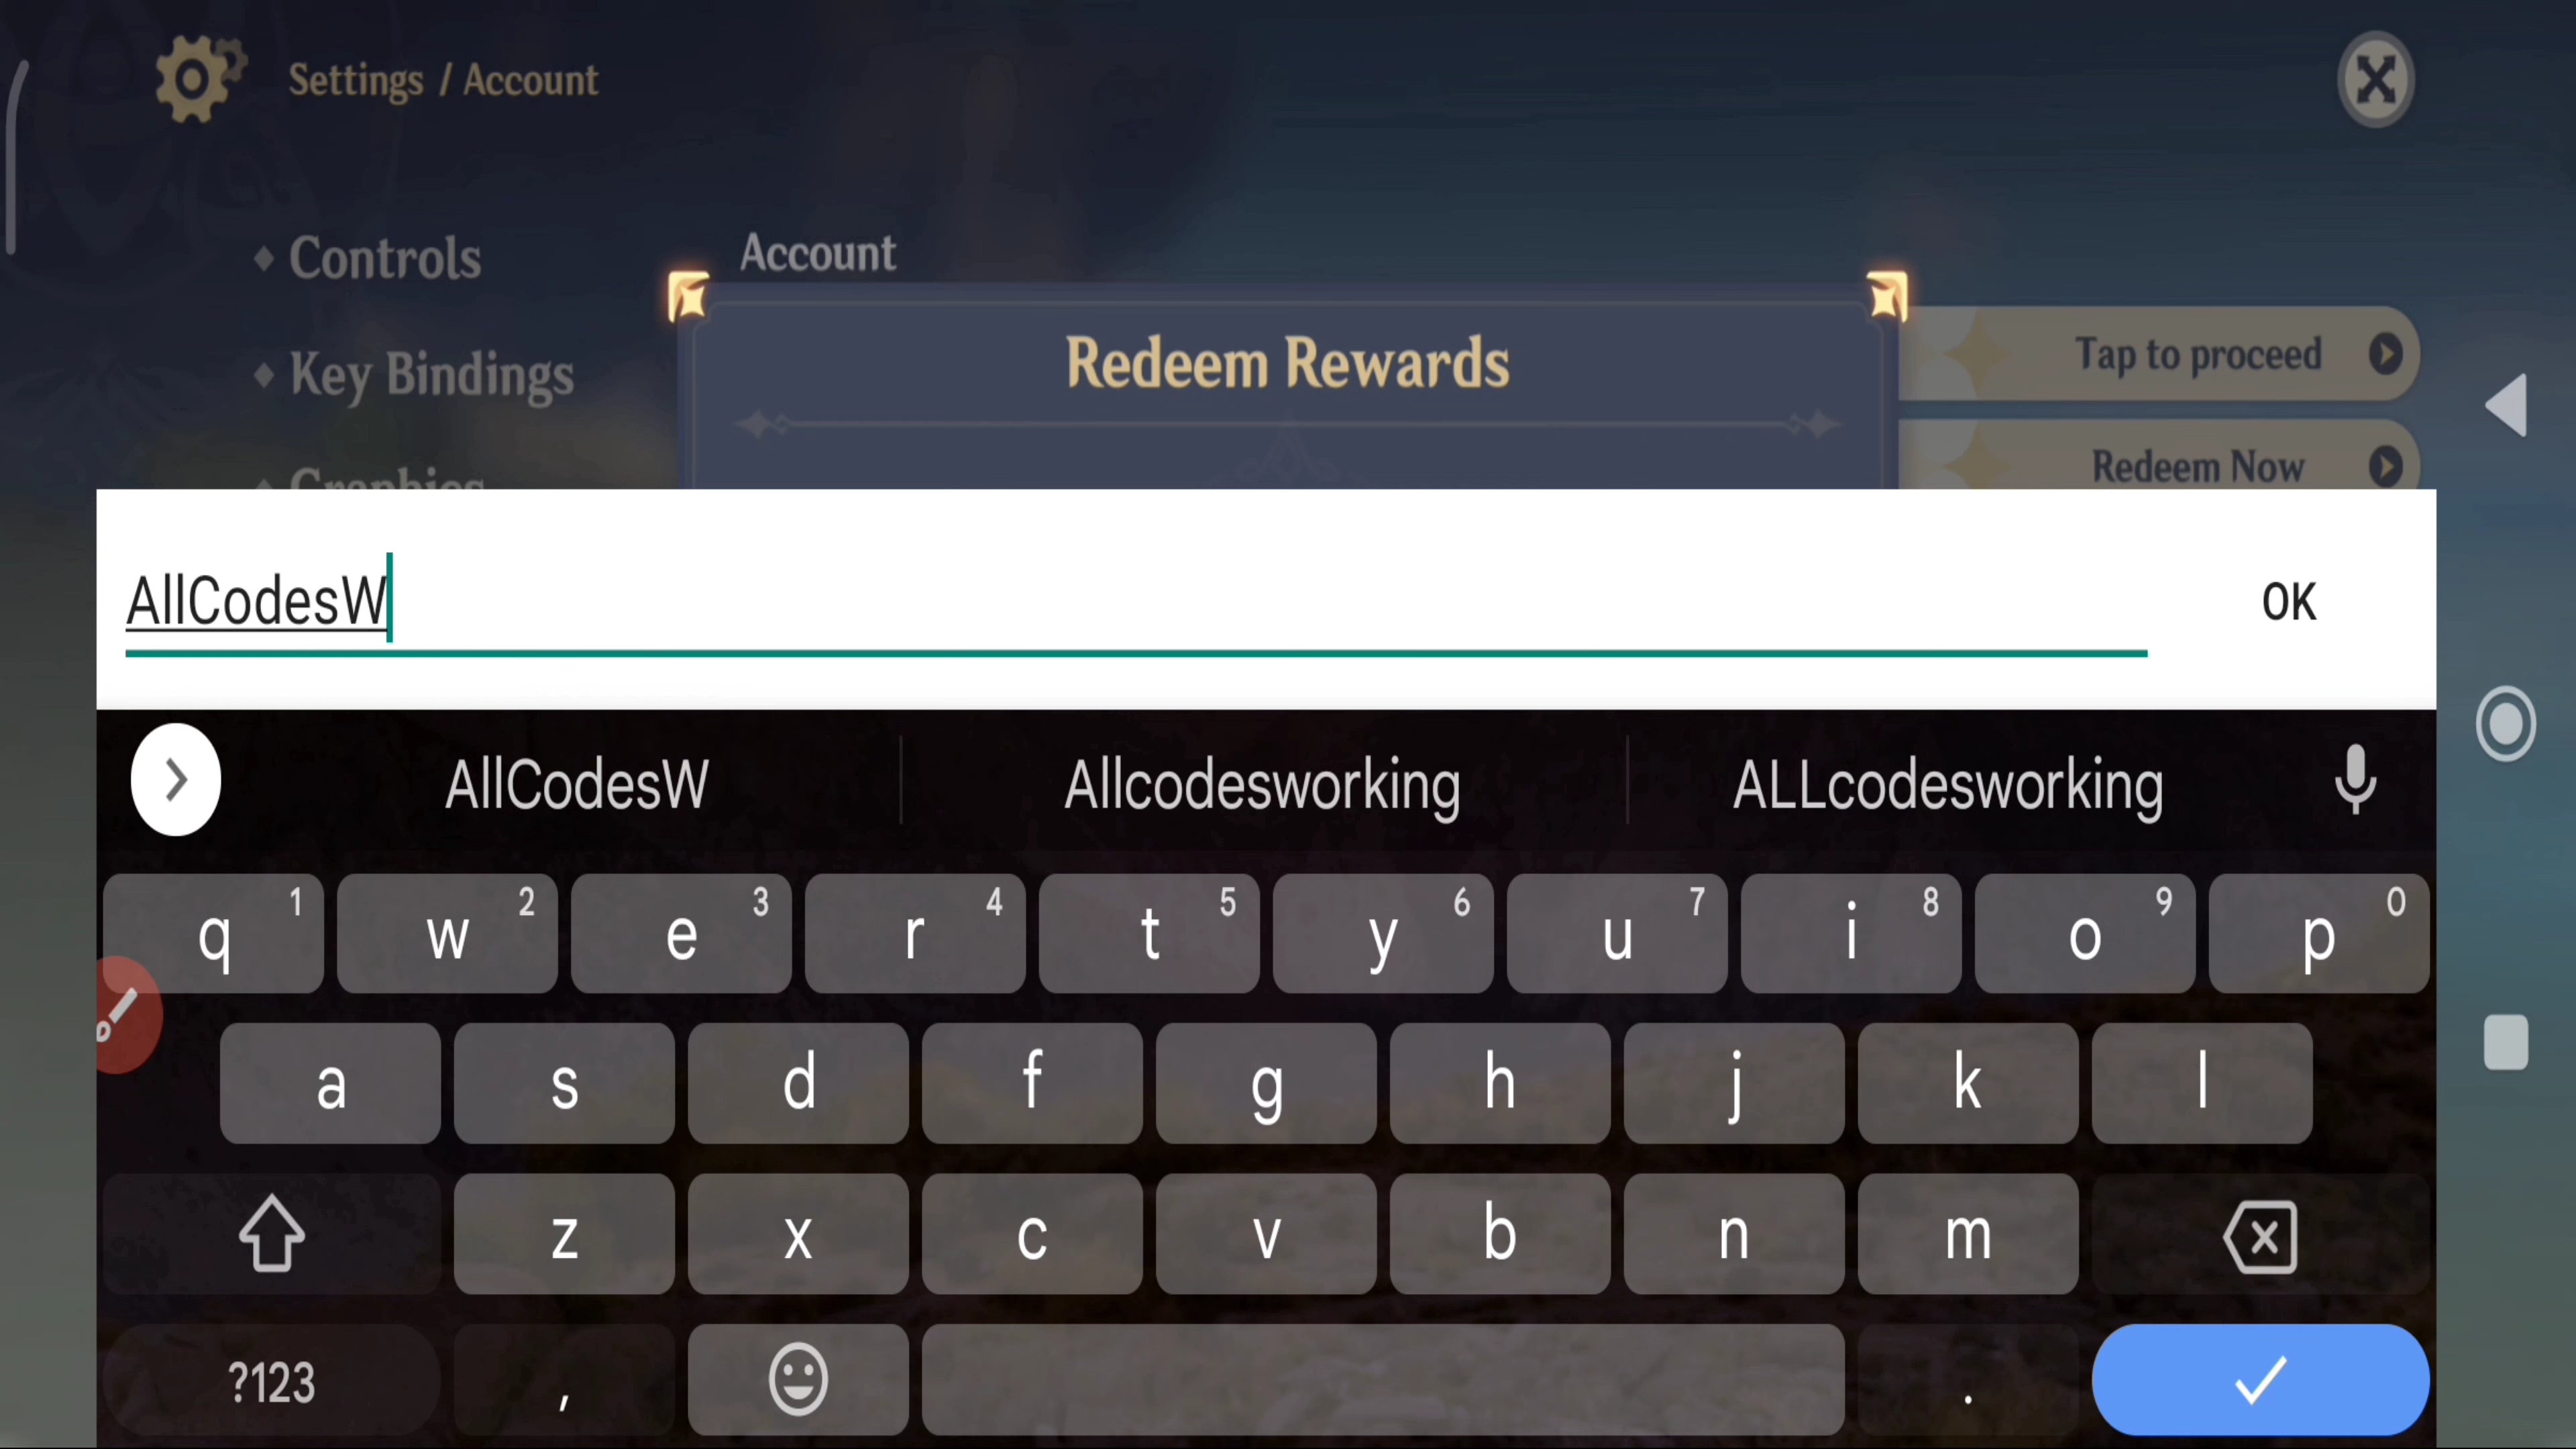 Settings / Account
Controls
Key Bindings
Graphics
Account
Redeem Rewards
Tap to proceed
Redeem Now
AllCodesW
OK
AllCodesW Allcodesworking ALLcodesworking
q 1 w 2 e 3 r 4 t 5 y 6 u 7 i 8 o 9 p 0
a s d f g h j k l
z x c v b n m
?123 , .